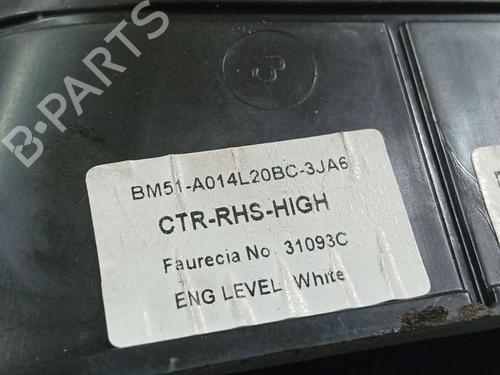 B-PARTS
BM51-A014L20BC-3JA6
CTR-RHS-HIGH
Faurecia No. 31093C
ENG LEVEL White